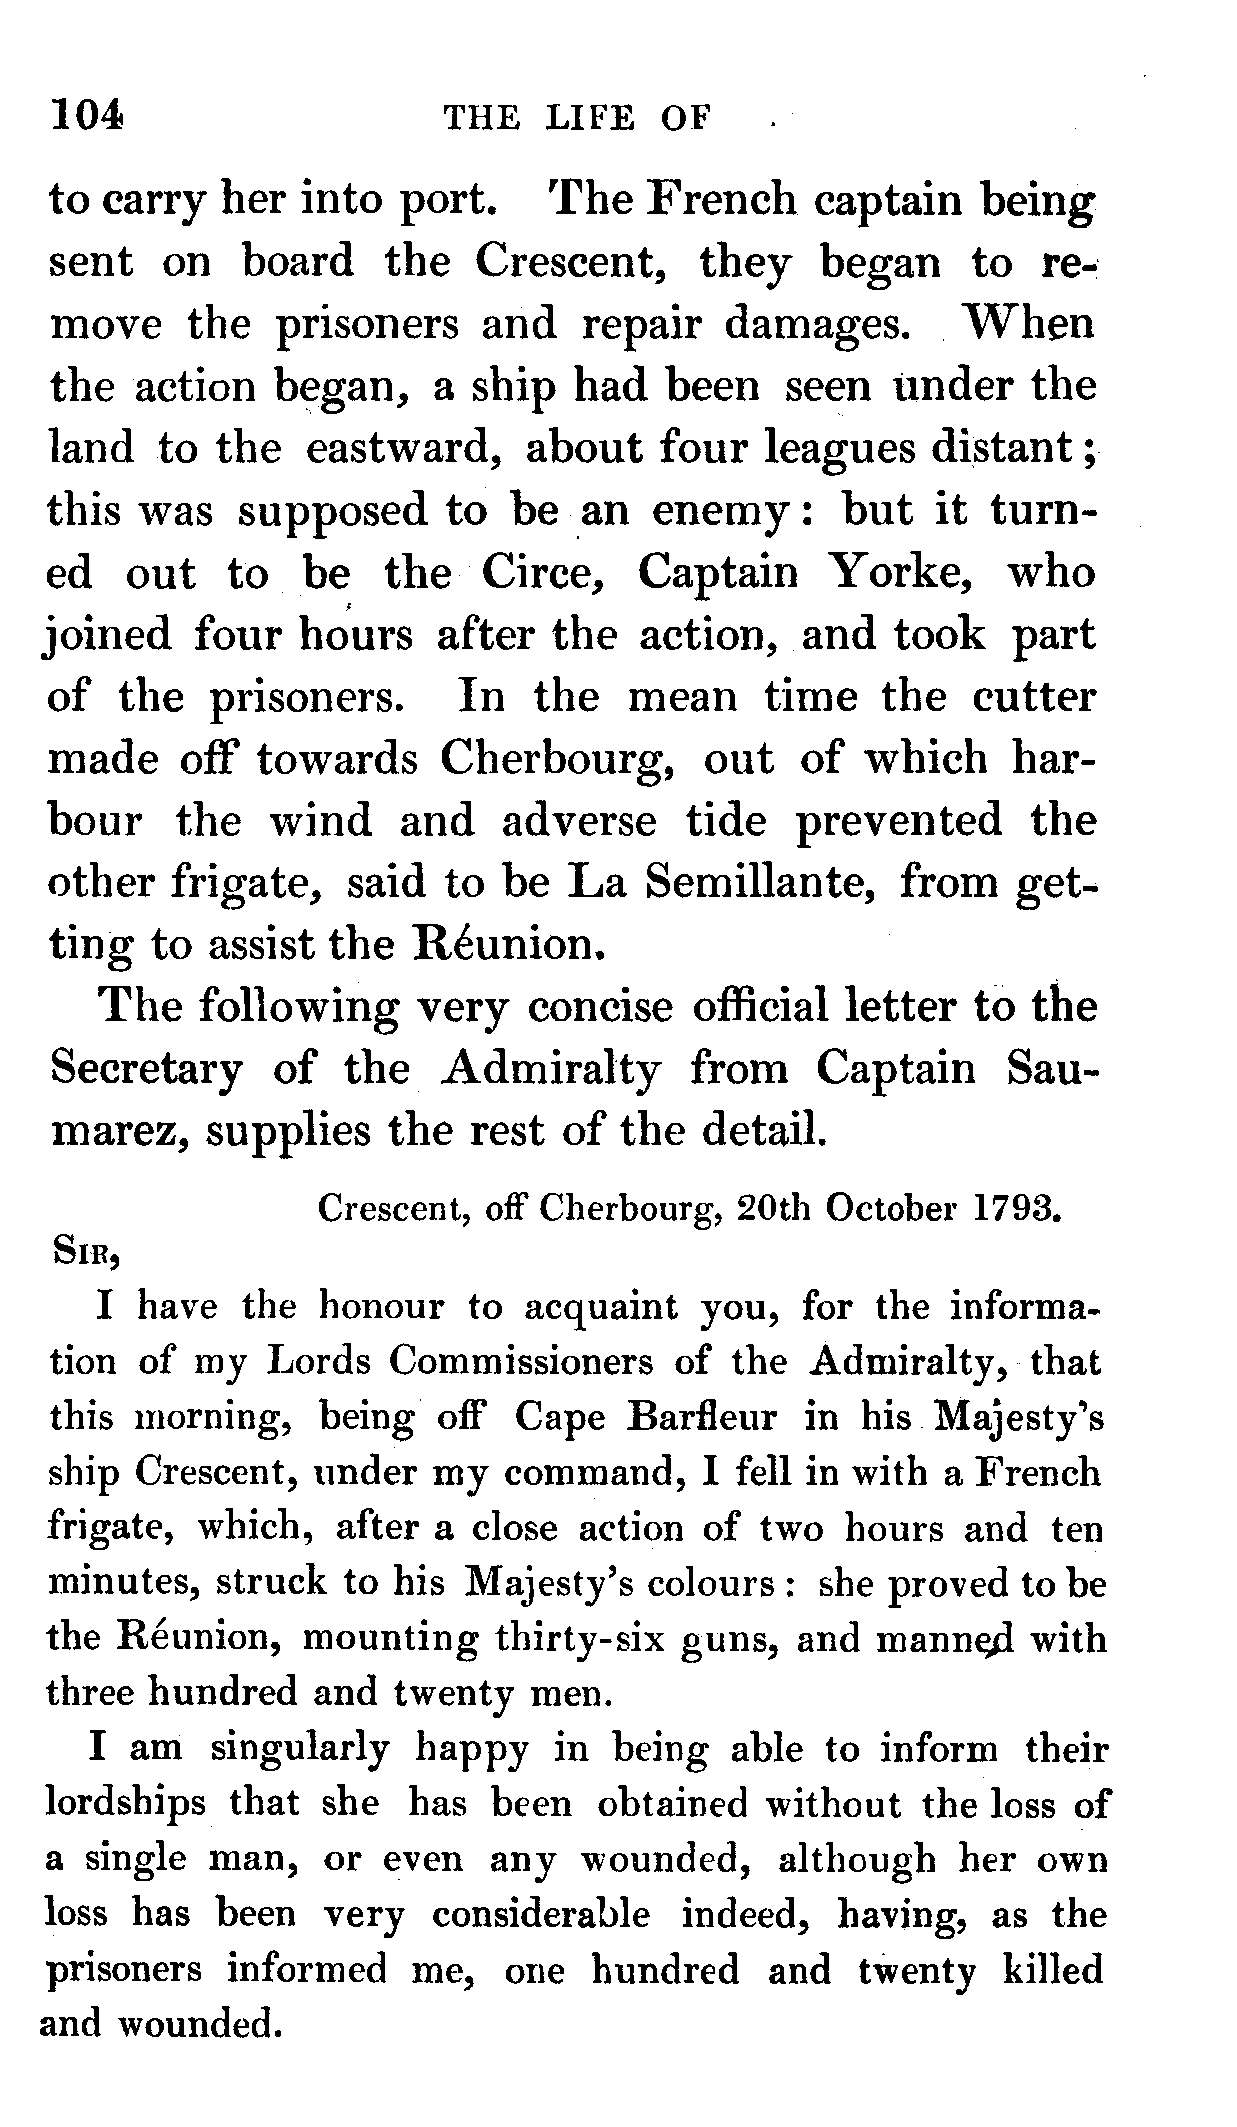 104 THE LIFE OF
to carry her into port. The French captain being
sent on board the Crescent, they began to re-
move the prisoners and repair damages. When
the action began, a ship had been seen under the
land to the eastward, about four leagues distant;
this was supposed to be an enemy: but it turn-
ed out to be the Circe, Captain Yorke, who
joined four hours after the action, and took part
of the prisoners. In the mean time the cutter
made off towards Cherbourg, out of which har-
bour the wind and adverse tide prevented the
other frigate, said to be La Semillante, from get-
ting to assist the Réunion.
The following very concise official letter to the
Secretary of the Admiralty from Captain Sau-
marez, supplies the rest of the detail.
Crescent, off Cherbourg, 20th October 1793.
SIR,
I have the honour to acquaint you, for the informa-
tion of my Lords Commissioners of the Admiralty, that
this morning, being off Cape Barfleur in his Majesty's
ship Crescent, under my command, I fell in with a French
frigate, which, after a close action of two hours and ten
minutes, struck to his Majesty's colours: she proved to be
the Réunion, mounting thirty-six guns, and manned with
three hundred and twenty men.
I am singularly happy in being able to inform their
lordships that she has been obtained without the loss of
a single man, or even any wounded, although her own
loss has been very considerable indeed, having, as the
prisoners informed me, one hundred and twenty killed
and wounded.